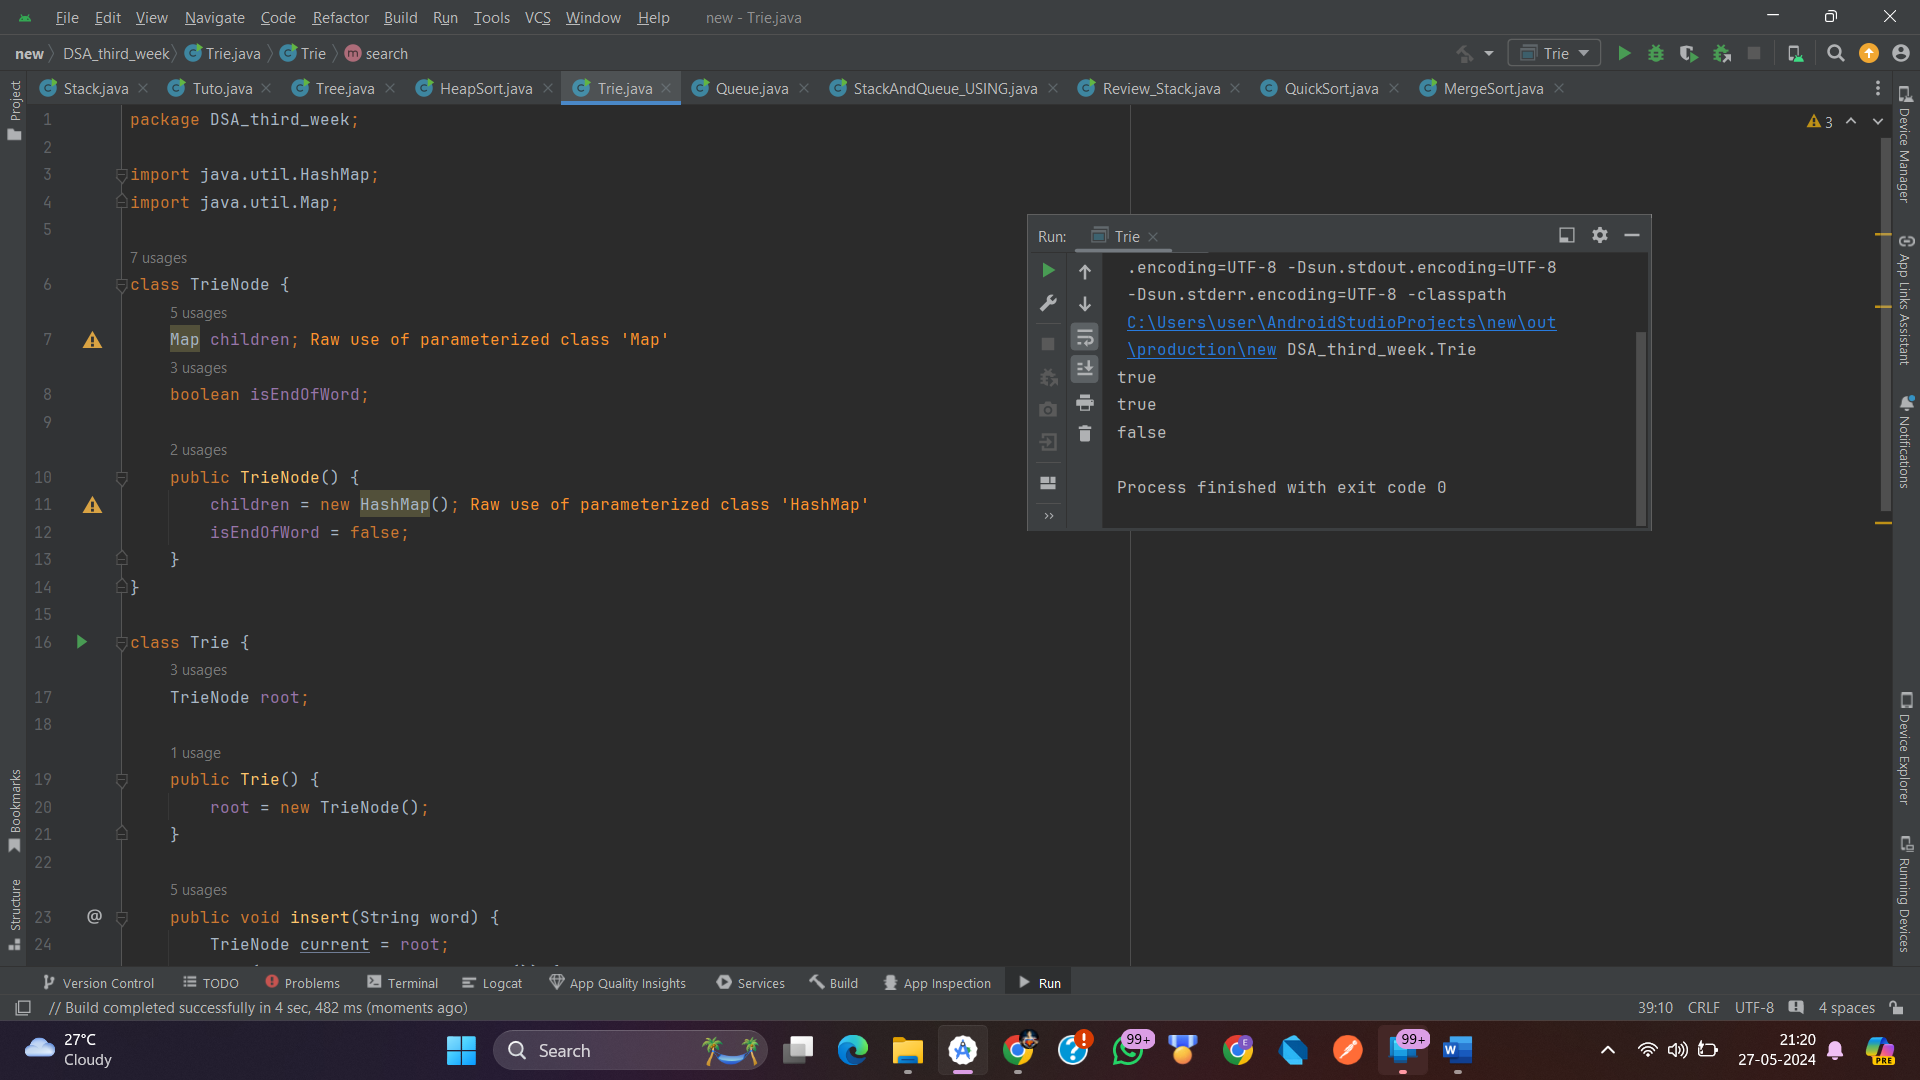 File Edit View Navigate Code Refactor Build Run Tools VCS Window Help new - Trie.java
new DSA_third_week Trie.java Trie search
Trie
Stack.java Tuto.java Tree.java HeapSort.java Trie.java Queue.java StackAndQueue_USING.java Review_Stack.java QuickSort.java MergeSort.java
Project
Bookmarks
Structure
1 package DSA_third_week;
2
3 import java.util.HashMap;
4 import java.util.Map;
5
7 usages
6 class TrieNode {
5 usages
7 Map children; Raw use of parameterized class 'Map'
3 usages
8 boolean isEndOfWord;
9
2 usages
10 public TrieNode() {
11 children = new HashMap(); Raw use of parameterized class 'HashMap'
12 isEndOfWord = false;
13 }
14 }
15
16 class Trie {
3 usages
17 TrieNode root;
18
1 usage
19 public Trie() {
20 root = new TrieNode();
21 }
22
5 usages
23 @ public void insert(String word) {
24 TrieNode current = root;
3
Run: Trie
.encoding=UTF-8 -Dsun.stdout.encoding=UTF-8
-Dsun.stderr.encoding=UTF-8 -classpath
C:\Users\user\AndroidStudioProjects\new\out
\production\new DSA_third_week.Trie
true
true
false
Process finished with exit code 0
Device Manager
App Links Assistant
Notifications
Device Explorer
Running Devices
Version Control TODO Problems Terminal Logcat App Quality Insights Services Build App Inspection Run
// Build completed successfully in 4 sec, 482 ms (moments ago) 39:10 CRLF UTF-8 4 spaces
27°C
Cloudy
Search
E
99+
99+
W
PRE
21:20
27-05-2024